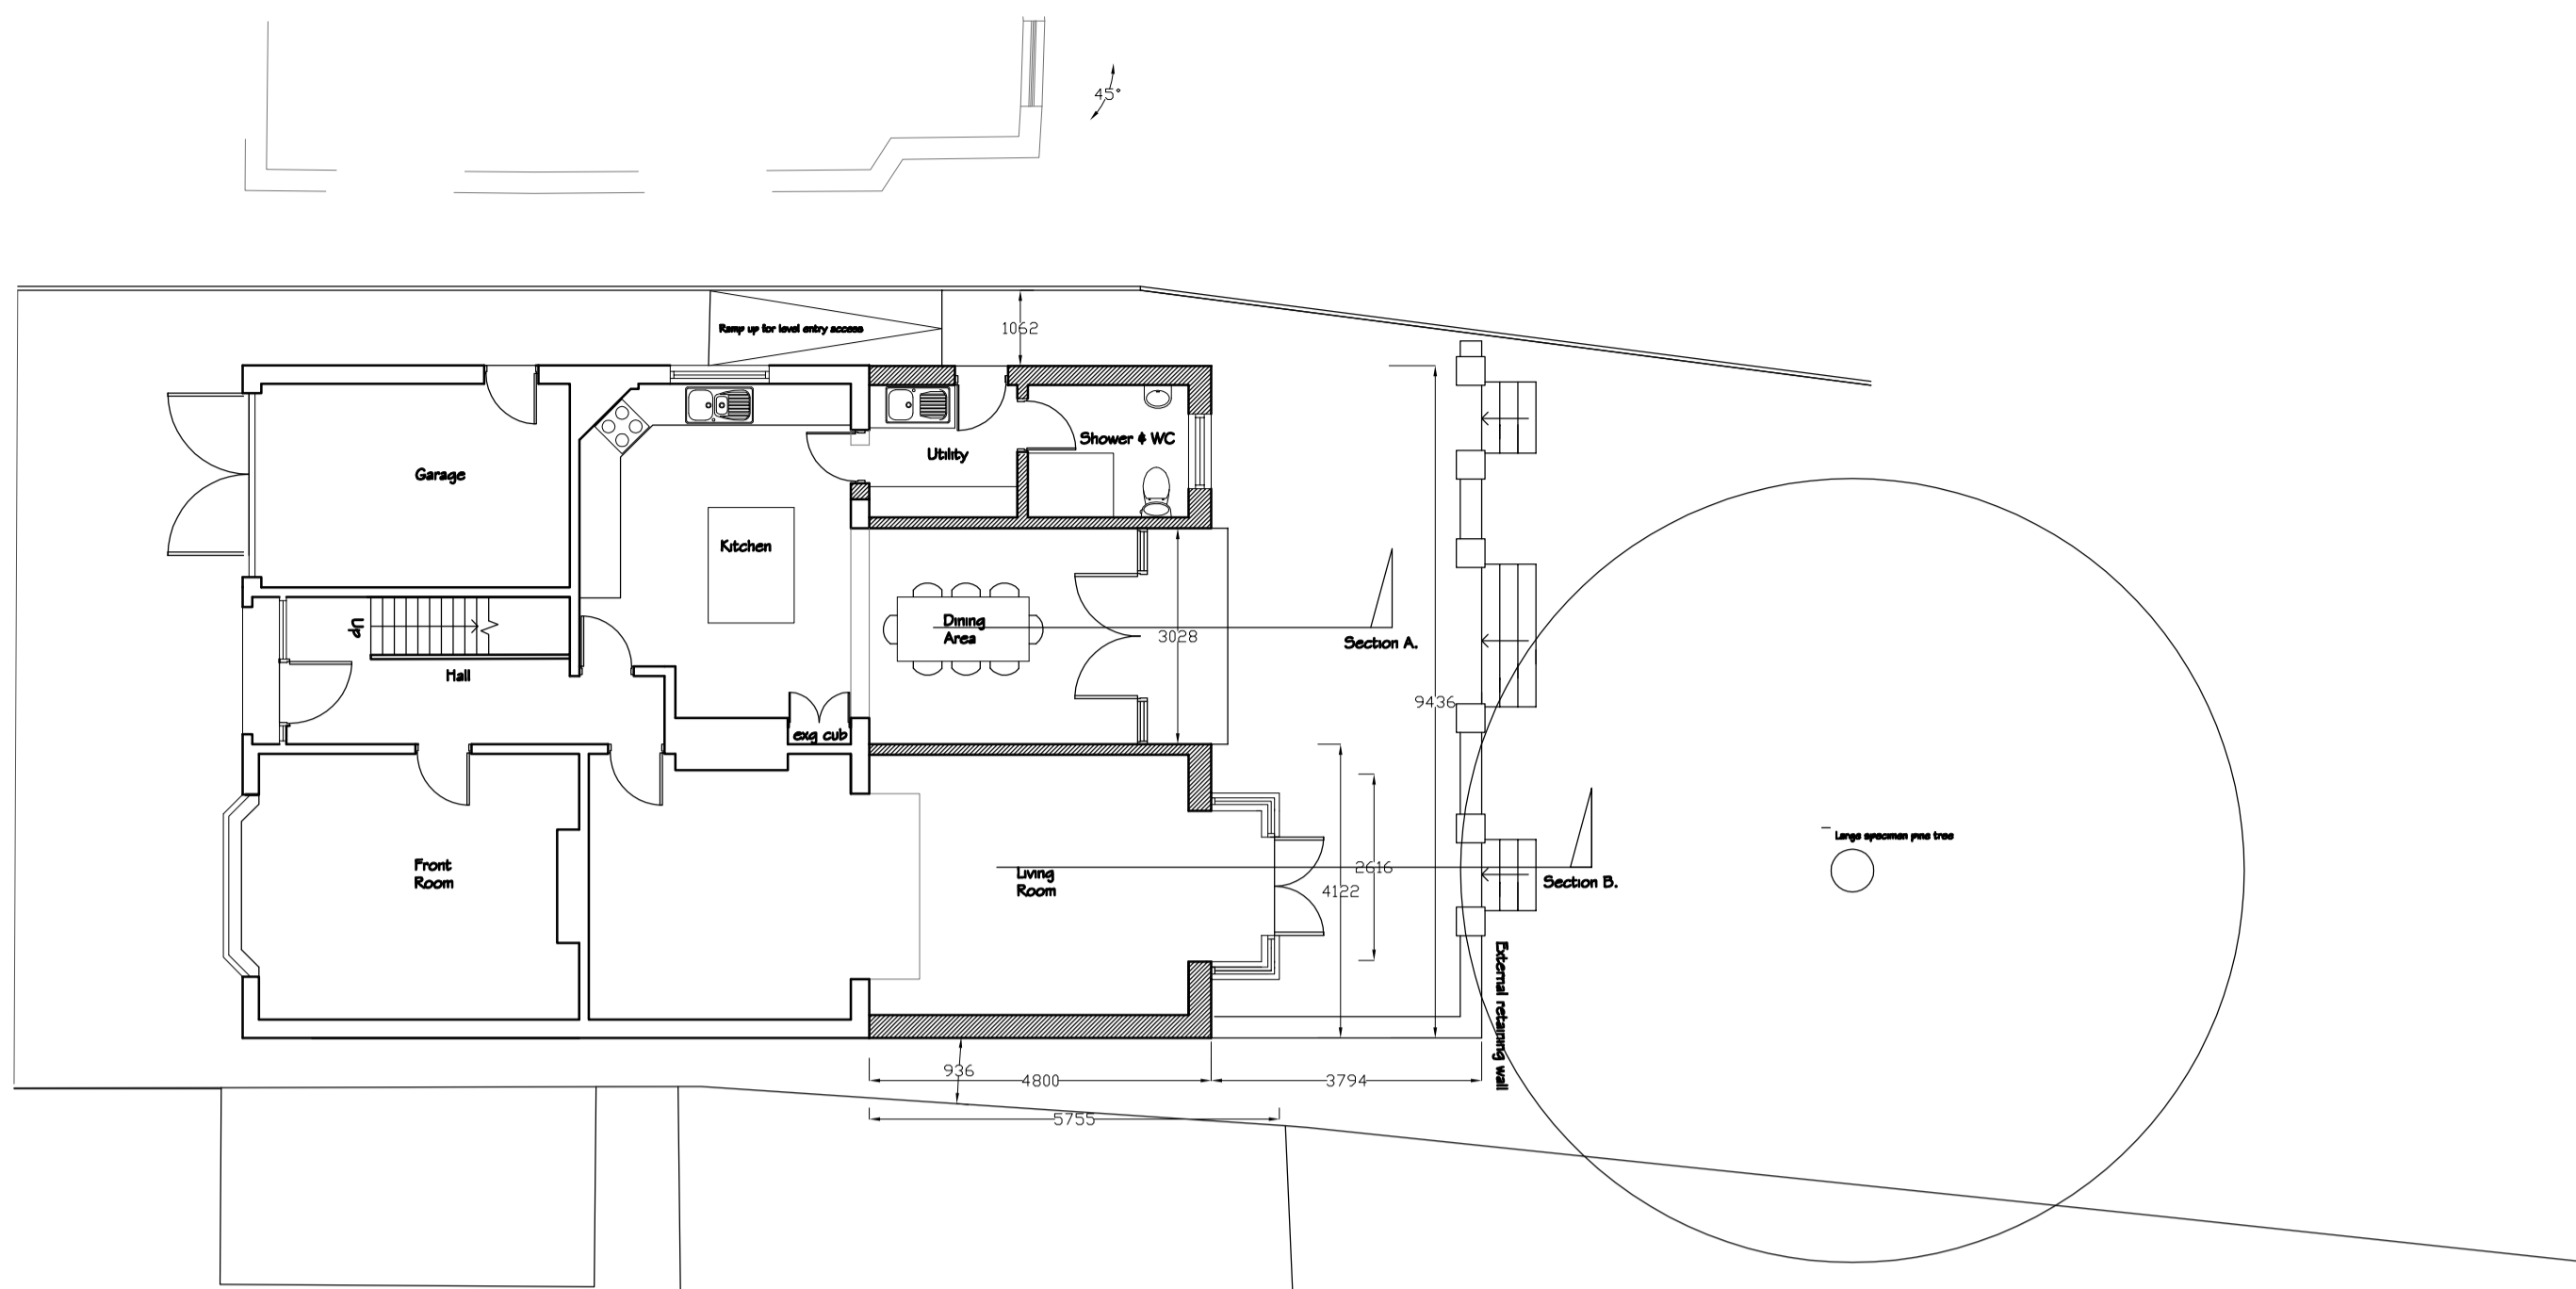 45°
Ramp up for level entry access
1062
Garage
Utility
Shower & WC
Kitchen
Up
Dining
Area
3028
Section A.
Hall
9436
exg cub
Large specimen pine tree
Front
Room
Living
Room
2616
4122
Section B.
External retaining wall
936
4800
3794
5755